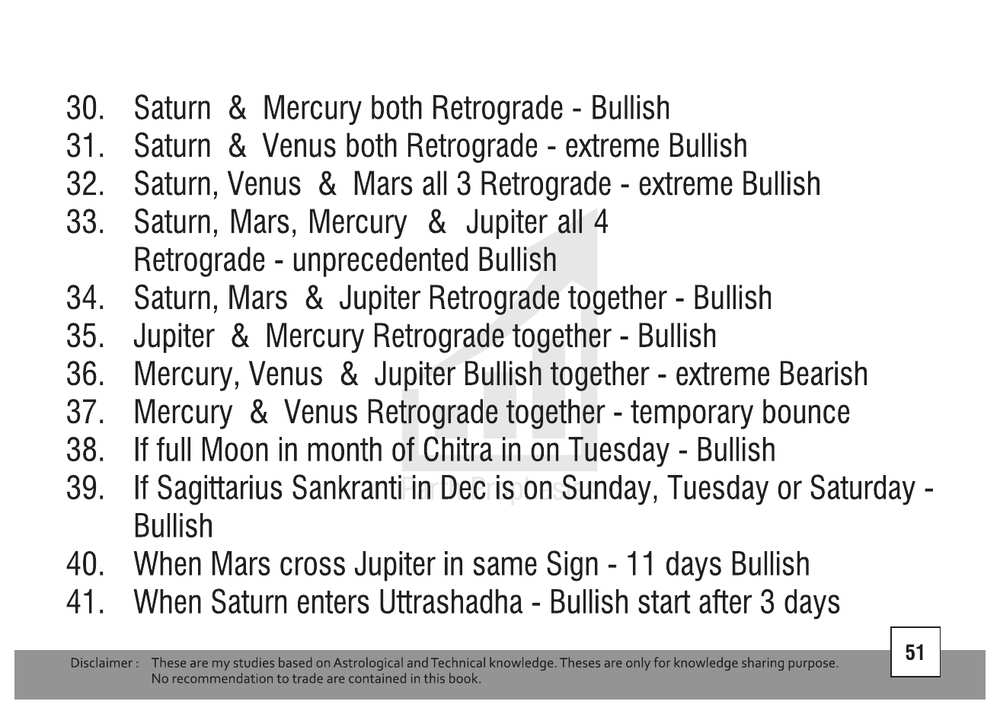 30. Saturn & Mercury both Retrograde - Bullish
31. Saturn & Venus both Retrograde - extreme Bullish
32. Saturn, Venus & Mars all 3 Retrograde - extreme Bullish
33. Saturn, Mars, Mercury & Jupiter all 4
Retrograde - unprecedented Bullish
34. Saturn, Mars & Jupiter Retrograde together - Bullish
35. Jupiter & Mercury Retrograde together - Bullish
36. Mercury, Venus & Jupiter Bullish together - extreme Bearish
37. Mercury & Venus Retrograde together - temporary bounce
38. If full Moon in month of Chitra in on Tuesday - Bullish
39. If Sagittarius Sankranti in Dec is on Sunday, Tuesday or Saturday -
Bullish
40. When Mars cross Jupiter in same Sign - 11 days Bullish
41. When Saturn enters Uttrashadha - Bullish start after 3 days
51
Disclaimer : These are my studies based on Astrological and Technical knowledge. Theses are only for knowledge sharing purpose.
No recommendation to trade are contained in this book.